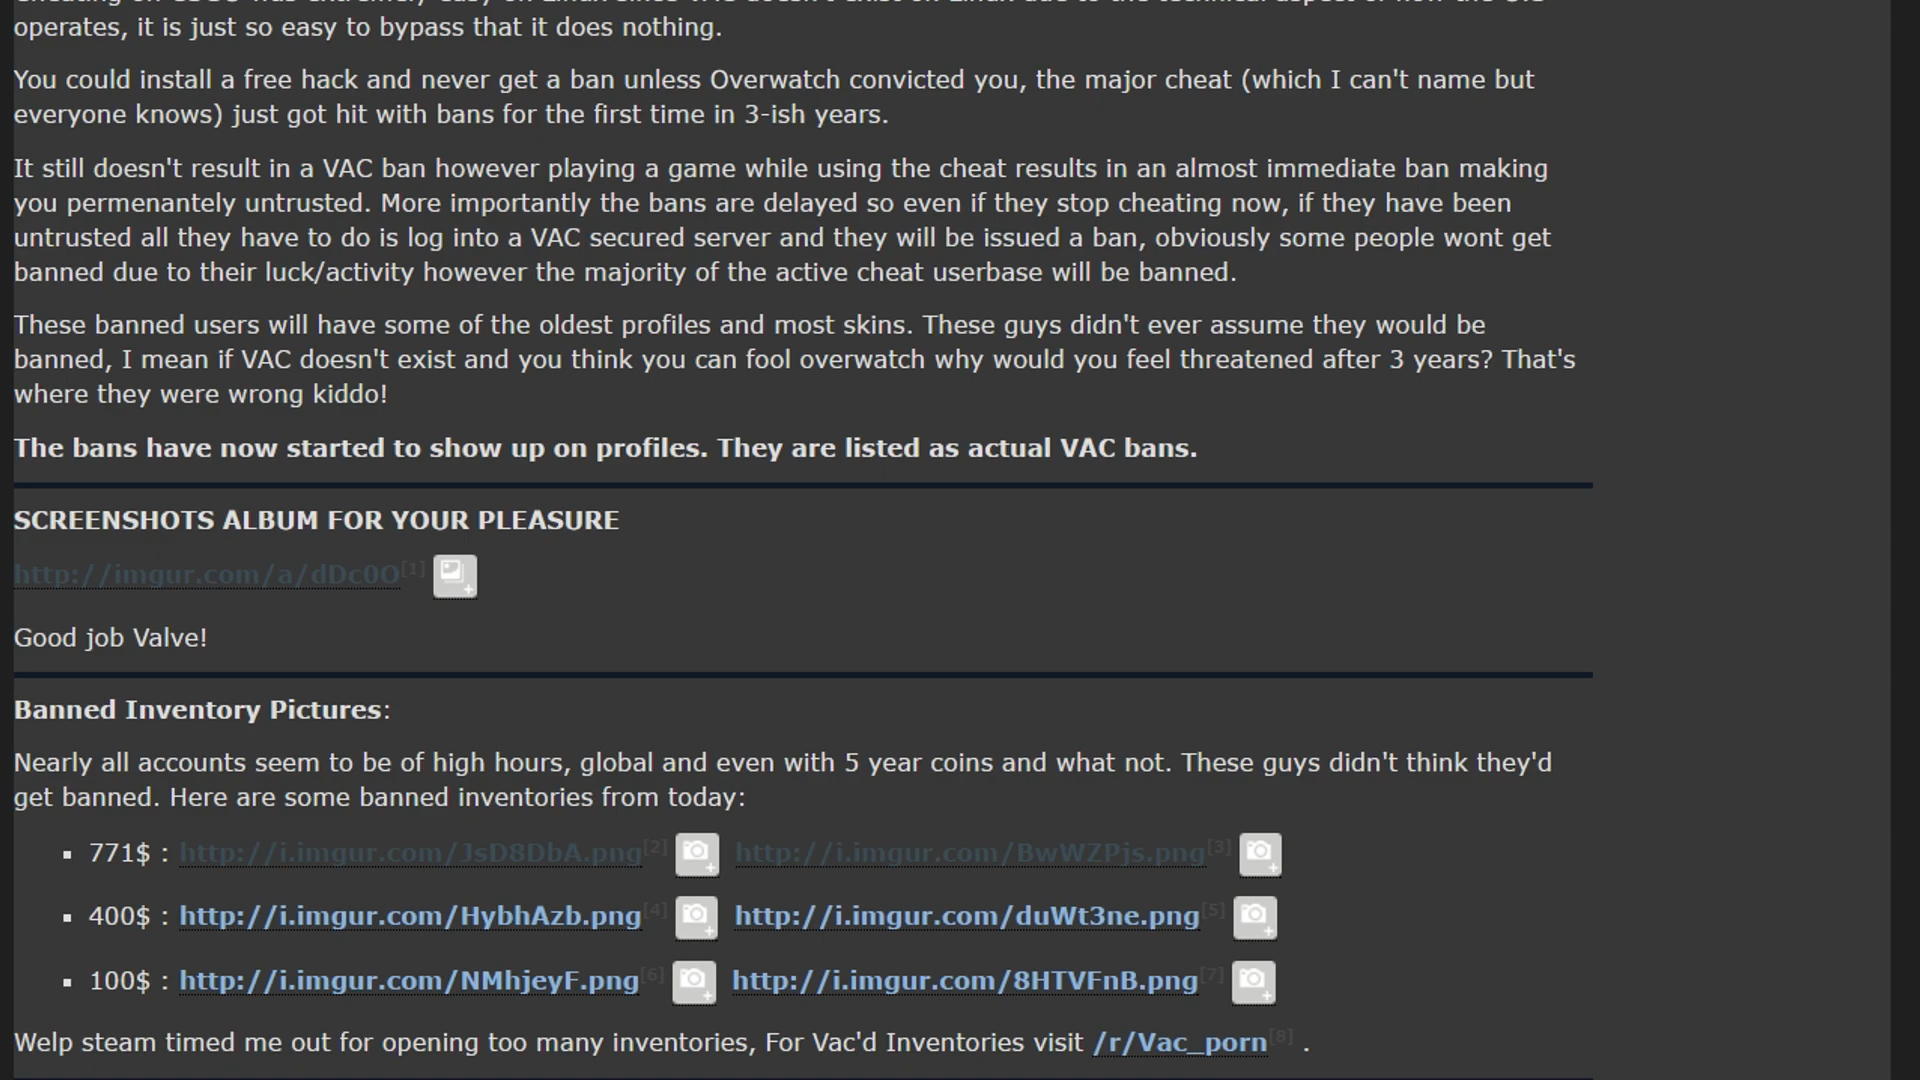 operates, it is just so easy to bypass that it does nothing.
You could install a free hack and never get a ban unless Overwatch convicted you, the major cheat (which I can't name but
everyone knows) just got hit with bans for the first time in 3-ish years.
It still doesn't result in a VAC ban however playing a game while using the cheat results in an almost immediate ban making
you permenantely untrusted. More importantly the bans are delayed so even if they stop cheating now, if they have been
untrusted all they have to do is log into a VAC secured server and they will be issued a ban, obviously some people wont get
banned due to their luck/activity however the majority of the active cheat userbase will be banned.
These banned users will have some of the oldest profiles and most skins. These guys didn't ever assume they would be
banned, I mean if VAC doesn't exist and you think you can fool overwatch why would you feel threatened after 3 years? That's
where they were wrong kiddo!
The bans have now started to show up on profiles. They are listed as actual VAC bans.
SCREENSHOTS ALBUM FOR YOUR PLEASURE
http://imgur.com/a/dDc0O[1]
Good job Valve!
Banned Inventory Pictures:
Nearly all accounts seem to be of high hours, global and even with 5 year coins and what not. These guys didn't think they'd
get banned. Here are some banned inventories from today:
▪ 771$ : http://i.imgur.com/JsD8DbA.png[2] http://i.imgur.com/BwWZPjs.png[3]
▪ 400$ : http://i.imgur.com/HybhAzb.png[4] http://i.imgur.com/duWt3ne.png[5]
▪ 100$ : http://i.imgur.com/NMhjeyF.png[6] http://i.imgur.com/8HTVFnB.png[7]
Welp steam timed me out for opening too many inventories, For Vac'd Inventories visit /r/Vac_porn[8] .